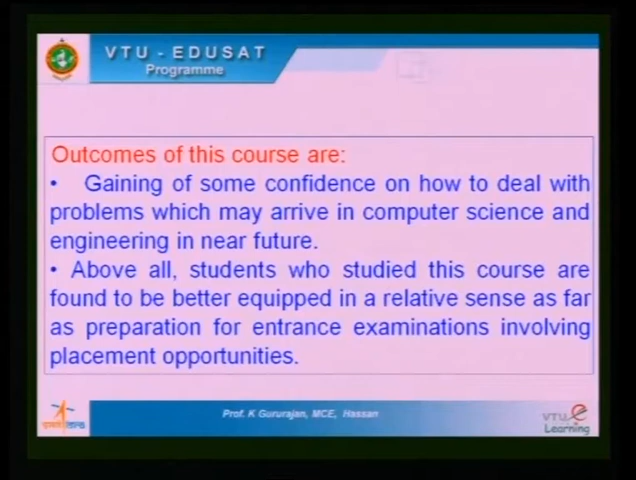 VTU - EDUSAT
Programme
Outcomes of this course are:
• Gaining of some confidence on how to deal with
problems which may arrive in computer science and
engineering in near future.
• Above all, students who studied this course are
found to be better equipped in a relative sense as far
as preparation for entrance examinations involving
placement opportunities.
Prof. K Gururajan, MCE, Hassan
VTU e
Learning